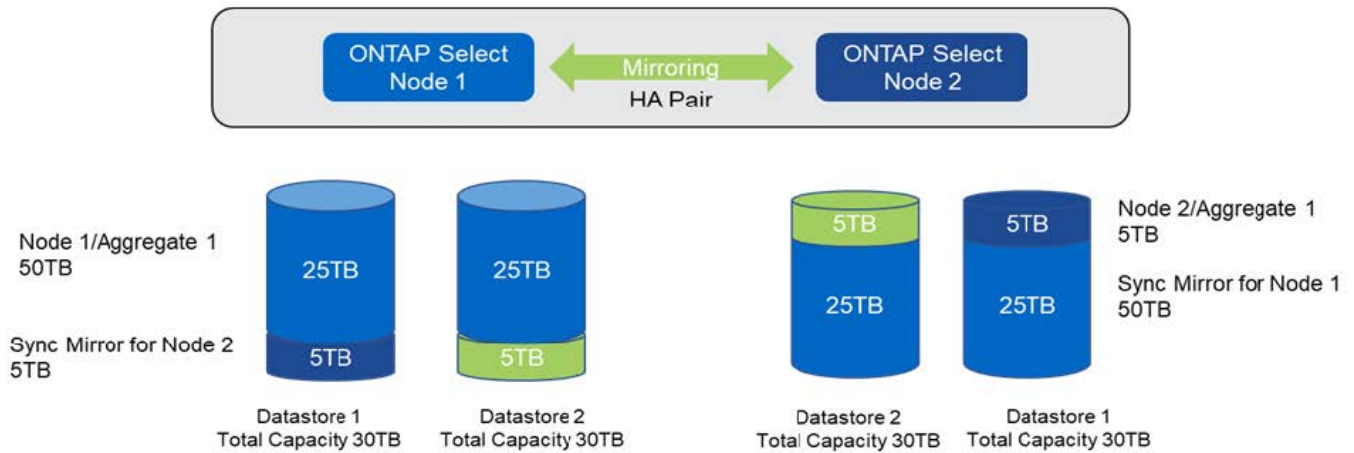 ONTAP Select
Node 1
Mirroring
HA Pair
ONTAP Select
Node 2
Node 1/Aggregate 1
50TB
Sync Mirror for Node 2
5TB
25TB
5TB
25TB
5TB
5TB
25TB
5TB
25TB
Node 2/Aggregate 1
5TB
Sync Mirror for Node 1
50TB
Datastore 1
Total Capacity 30TB
Datastore 2
Total Capacity 30TB
Datastore 2
Total Capacity 30TB
Datastore 1
Total Capacity 30TB